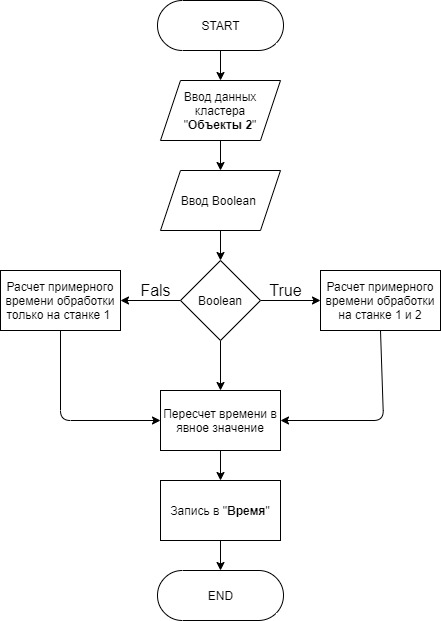 START
Ввод данных
кластера
"Объекты 2"
Ввод Boolean
Fals
Boolean
True
Расчет примерного
времени обработки
только на станке 1
Расчет примерного
времени обработки
на станке 1 и 2
Пересчет времени в
явное значение
Запись в "Время"
END